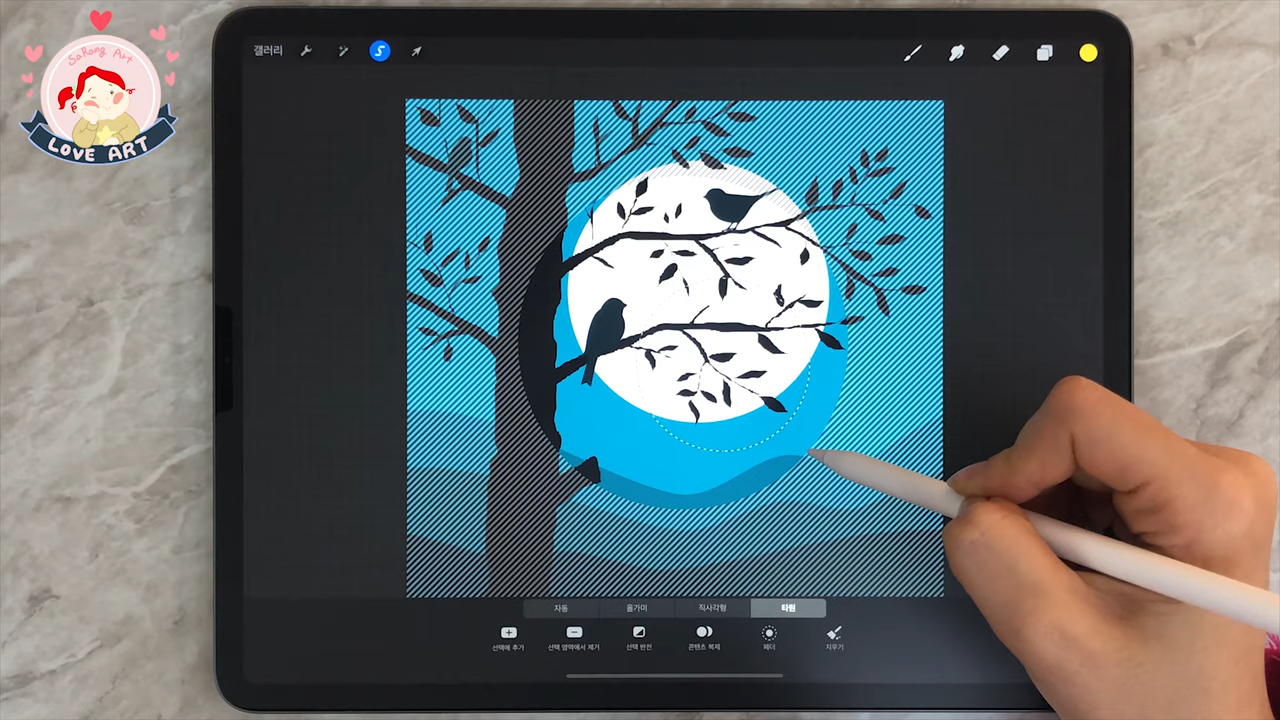 SaRang Art
LOVE ART
갤러리
자동
올가미
직사각형
타원
선택에 추가
선택 영역에서 제거
선택 반전
콘텐츠 복제
페더
지우기